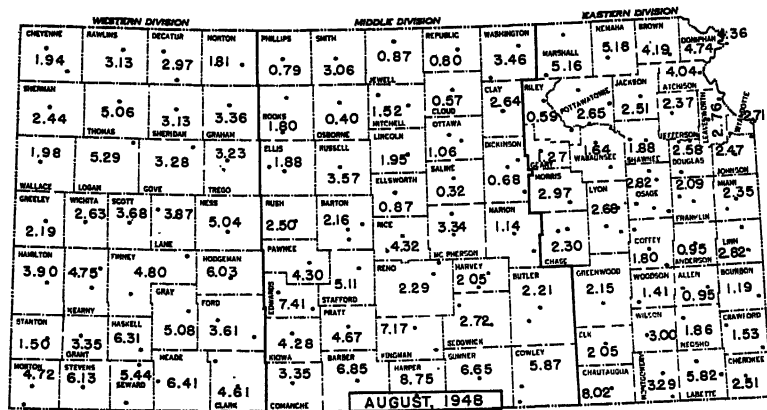 WESTERN DIVISION MIDDLE DIVISION EASTERN DIVISION
CHEYENNE RAWLINS DECATUR NORTON PHILLIPS SMITH REPUBLIC WASHINGTON NEMAHA BROWN DONIPHAN 4.36
1.94 3.13 2.97 1.81 0.79 3.06 0.87 0.80 3.46 MARSHALL 5.16 5.18 4.19 4.74
JEWELL 4.04
SHERMAN CLAY RILEY JACKSON ATCHISON
2.44 5.06 3.13 3.36 ROOKS 1.80 0.40 1.52 0.57 2.64 0.59 POTTAWATOMIE 2.65 2.51 2.37 LEAVENWORTH 2.76 WYANDOTTE 2.71
THOMAS SHERIDAN GRAHAM OSBORNE MITCHELL CLOUD OTTAWA JEFFERSON
ELLIS RUSSELL LINCOLN DICKINSON
1.98 5.29 3.28 3.23 1.88 3.57 1.95 1.06 0.68 GEARY 2.7 1.64 WABAUNSEE 1.88 SHAWNEE 2.58 DOUGLAS 2.47 JOHNSON
WALLACE LOGAN GOVE TREGO ELLSWORTH SALINE MORRIS
0.87 0.32 2.97 LYON 2.82 OSAGE 2.09 MIAMI 2.35
GREELEY WICHITA SCOTT NESS RUSH BARTON RICE MARION
2.19 2.63 3.68 3.87 5.04 2.50 2.16 4.32 3.34 1.14 2.68 FRANKLIN
LANE PAWNEE MC PHERSON CHASE 2.30 COFFEY 1.80 0.95 ANDERSON LINN 2.82
HAMILTON FINNEY HODGEMAN RENO HARVEY BUTLER GREENWOOD WOODSON ALLEN BOURBON
3.90 4.75 4.80 6.03 4.30 5.11 2.29 2.05 2.21 2.15 1.41 0.95 1.19
KEARNY GRAY FORD EDWARDS 7.41 STAFFORD
STANTON HASKELL PRATT WILSON CRAWFORD
1.50 3.35 6.31 5.08 3.61 4.28 4.67 7.17 2.72 ELK 2.05 3.00 1.86 1.53
GRANT MEADE KIOWA KINGMAN SEDGWICK NEOSHO
MORTON STEVENS BARBER HARPER SUMNER COWLEY CHAUTAUQUA CHEROKEE
4.72 6.13 5.44 6.41 4.61 3.35 6.85 8.75 6.65 5.87 8.02 MONTGOMERY 3.29 5.82 2.51
SEWARD CLARK COMANCHE LABETTE
AUGUST, 1948